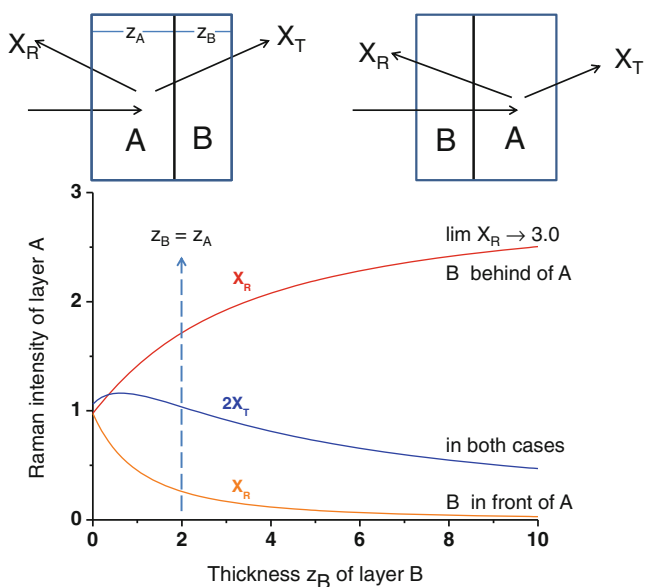 z_A z_B
X_R X_T
A B
X_R X_T
B A
3
2
1
0
Raman intensity of layer A
z_B = z_A
lim X_R → 3.0
B behind of A
X_R
2X_T
in both cases
X_R
B in front of A
0 2 4 6 8 10
Thickness z_B of layer B